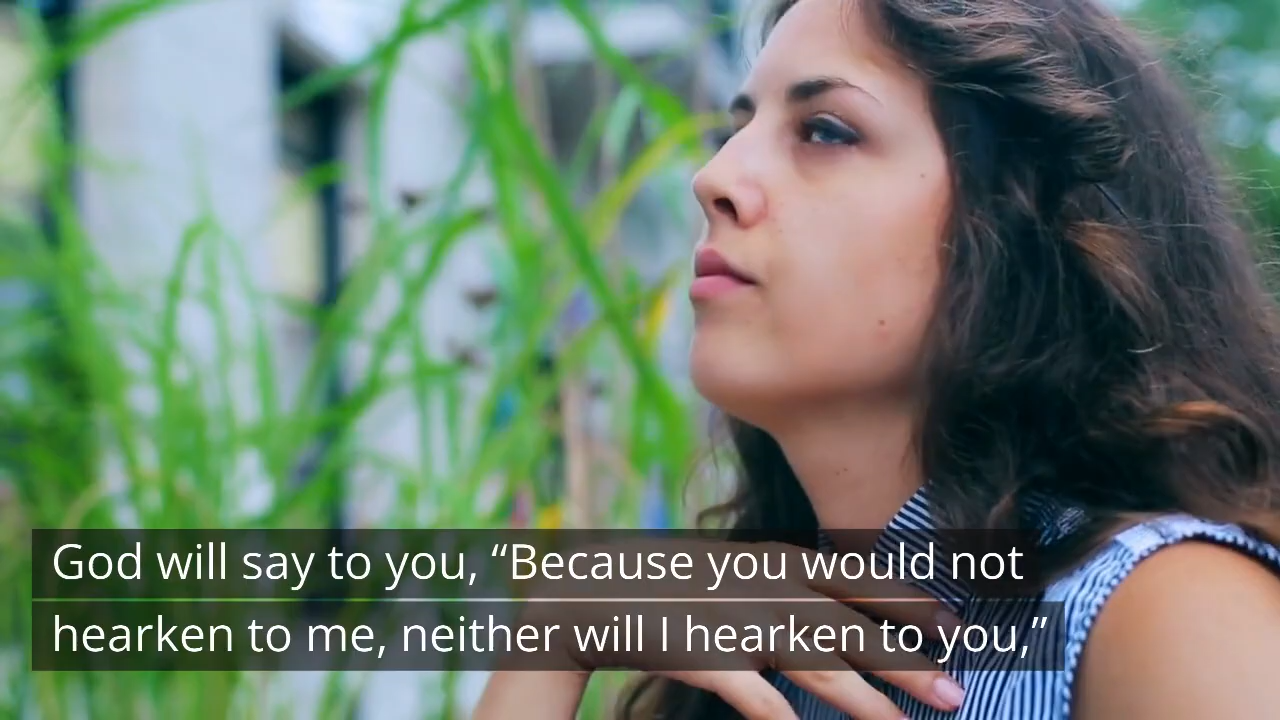 God will say to you, “Because you would not
hearken to me, neither will I hearken to you,”